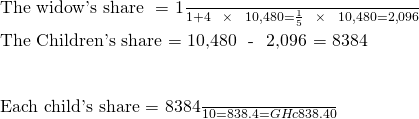 The widow's share = 1 1+4 × 10,480=1/5 × 10,480=2,096
The Children's share = 10,480 - 2,096 = 8384
Each child's share = 8384 10=838.4=GHc838.40